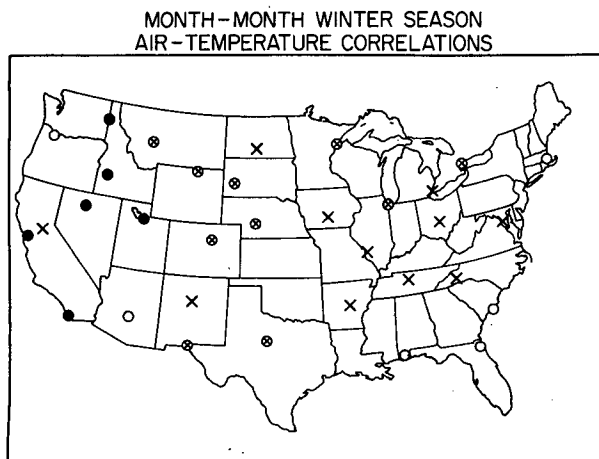 MONTH-MONTH WINTER SEASON
AIR-TEMPERATURE CORRELATIONS